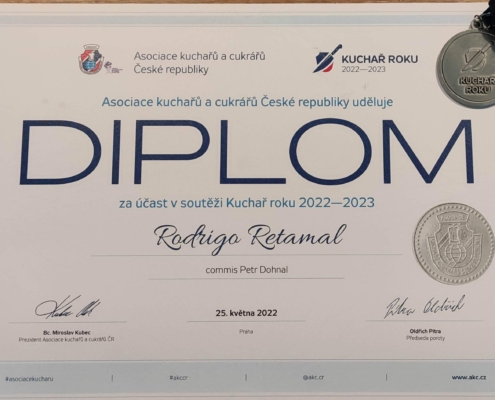 Asociace kuchařů a cukrářů
České republiky
KUCHAŘ ROKU
2022—2023
KUCHAŘ
ROKU
Asociace kuchařů a cukrářů České republiky uděluje
DIPLOM
za účast v soutěži Kuchař roku 2022—2023
Rodrigo Retamal
commis Petr Dohnal
25. května 2022
Praha
Bc. Miroslav Kubec
Prezident Asociace kuchařů a cukrářů ČR
Oldřich Pitra
Předseda poroty
#asociacekucharu
#akccr
@akc.cr
www.akc.cz